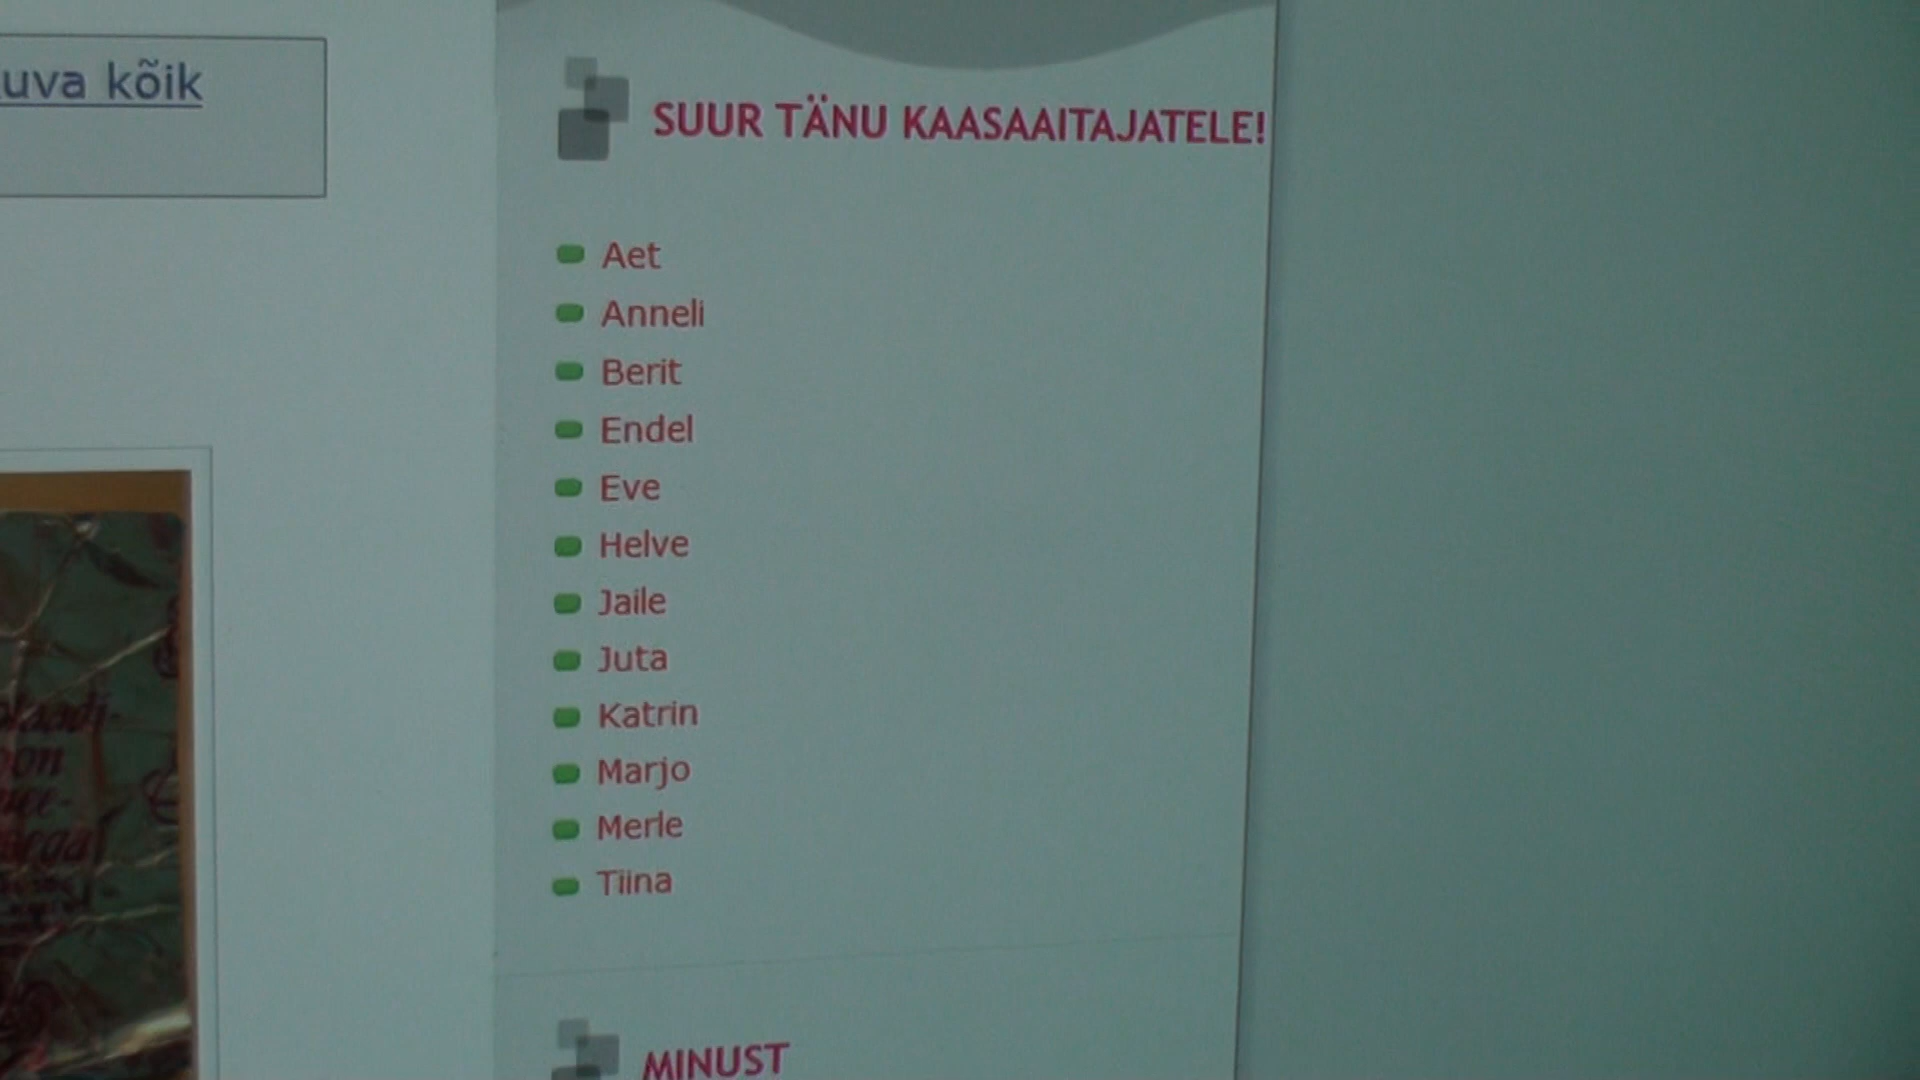 uva kõik
SUUR TÄNU KAASAAITAJATELE!
Aet
Anneli
Berit
Endel
Eve
Helve
Jaile
Juta
Katrin
Marjo
Merle
Tiina
MINUST